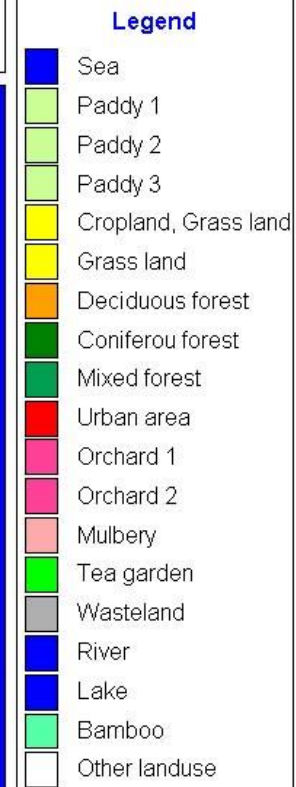 Legend
Sea
Paddy 1
Paddy 2
Paddy 3
Cropland, Grass land
Grass land
Deciduous forest
Coniferou forest
Mixed forest
Urban area
Orchard 1
Orchard 2
Mulbery
Tea garden
Wasteland
River
Lake
Bamboo
Other landuse